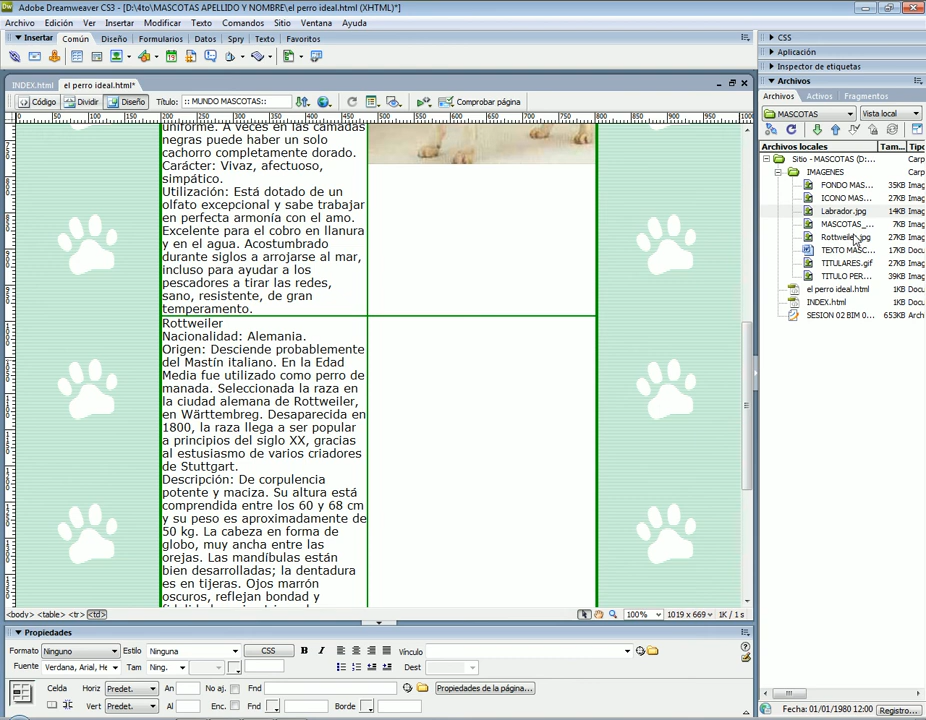 Adobe Dreamweaver CS3 - [D:\4to\MASCOTAS APELLIDO Y NOMBRE\el perro ideal.html (XHTML)*]
Archivo Edición Ver Insertar Modificar Texto Comandos Sitio Ventana Ayuda
Insertar Común Diseño Formularios Datos Spry Texto Favoritos
INDEX.html el perro ideal.html*
Código Dividir Diseño Título: :: MUNDO MASCOTAS:: Comprobar página
uniforme. A veces en las camadas
negras puede haber un solo
cachorro completamente dorado.
Carácter: Vivaz, afectuoso,
simpático.
Utilización: Está dotado de un
olfato excepcional y sabe trabajar
en perfecta armonía con el amo.
Excelente para el cobro en llanura
y en el agua. Acostumbrado
durante siglos a arrojarse al mar,
incluso para ayudar a los
pescadores a tirar las redes,
sano, resistente, de gran
temperamento.
Rottweiler
Nacionalidad: Alemania.
Origen: Desciende probablemente
del Mastín italiano. En la Edad
Media fue utilizado como perro de
manada. Seleccionada la raza en
la ciudad alemana de Rottweiler,
en Wärttembreg. Desaparecida en
1800, la raza llega a ser popular
a principios del siglo XX, gracias
al estusiasmo de varios criadores
de Stuttgart.
Descripción: De corpulencia
potente y maciza. Su altura está
comprendida entre los 60 y 68 cm
y su peso es aproximadamente de
50 kg. La cabeza en forma de
globo, muy ancha entre las
orejas. Las mandíbulas están
bien desarrolladas; la dentadura
es en tijeras. Ojos marrón
oscuros, reflejan bondad y
<body> <table> <tr> <td> 100% 1019 x 669 1K / 1 s
Propiedades
Formato Ninguno Estilo Ninguna CSS B I Vínculo
Fuente Verdana, Arial, He Tam Ning. Dest
Celda Horiz Predet. An No aj. Fnd Propiedades de la página...
Vert Predet. Al Enc. Fnd Borde
CSS
Aplicación
Inspector de etiquetas
Archivos
Archivos Activos Fragmentos
MASCOTAS Vista local
Archivos locales Tam... Tipo
Sitio - MASCOTAS (D:... Carp
IMAGENES Carp
FONDO MAS... 35KB Imag
ICONO MAS... 27KB Imag
Labrador.jpg 14KB Imag
MASCOTAS_... 7KB Imag
Rottweiler.jpg 27KB Imag
TEXTO MASC... 17KB Docu
TITULARES.gif 27KB Imag
TITULO PER... 39KB Imag
el perro ideal.html 1KB Docu
INDEX.html 1KB Docu
SESION 02 BIM 0... 653KB Archi
Fecha: 01/01/1980 12:00 Registro...